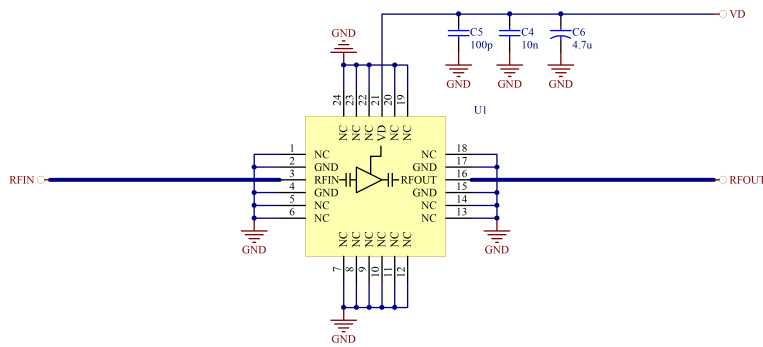 GND
C5
100p
C4
10n
C6
4.7u
VD
GND
GND
GND
24
23
22
21
20
19
U1
NC
NC
NC
VD
NC
NC
1
NC
NC
18
2
GND
GND
17
RFIN
3
RFIN
RFOUT
16
RFOUT
4
GND
GND
15
5
NC
NC
14
6
NC
NC
13
GND
GND
NC
NC
NC
NC
NC
NC
7
8
9
10
11
12
GND